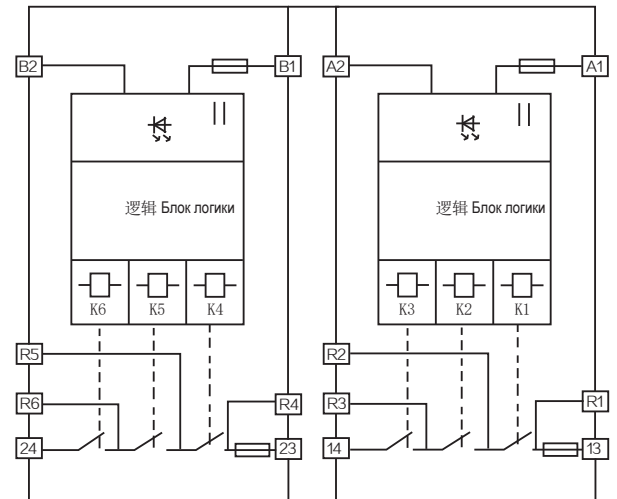 B2 B1 A2 A1
逻辑 Блок логики 逻辑 Блок логики
K6 K5 K4 K3 K2 K1
R5 R2
R6 R4 R3 R1
24 23 14 13